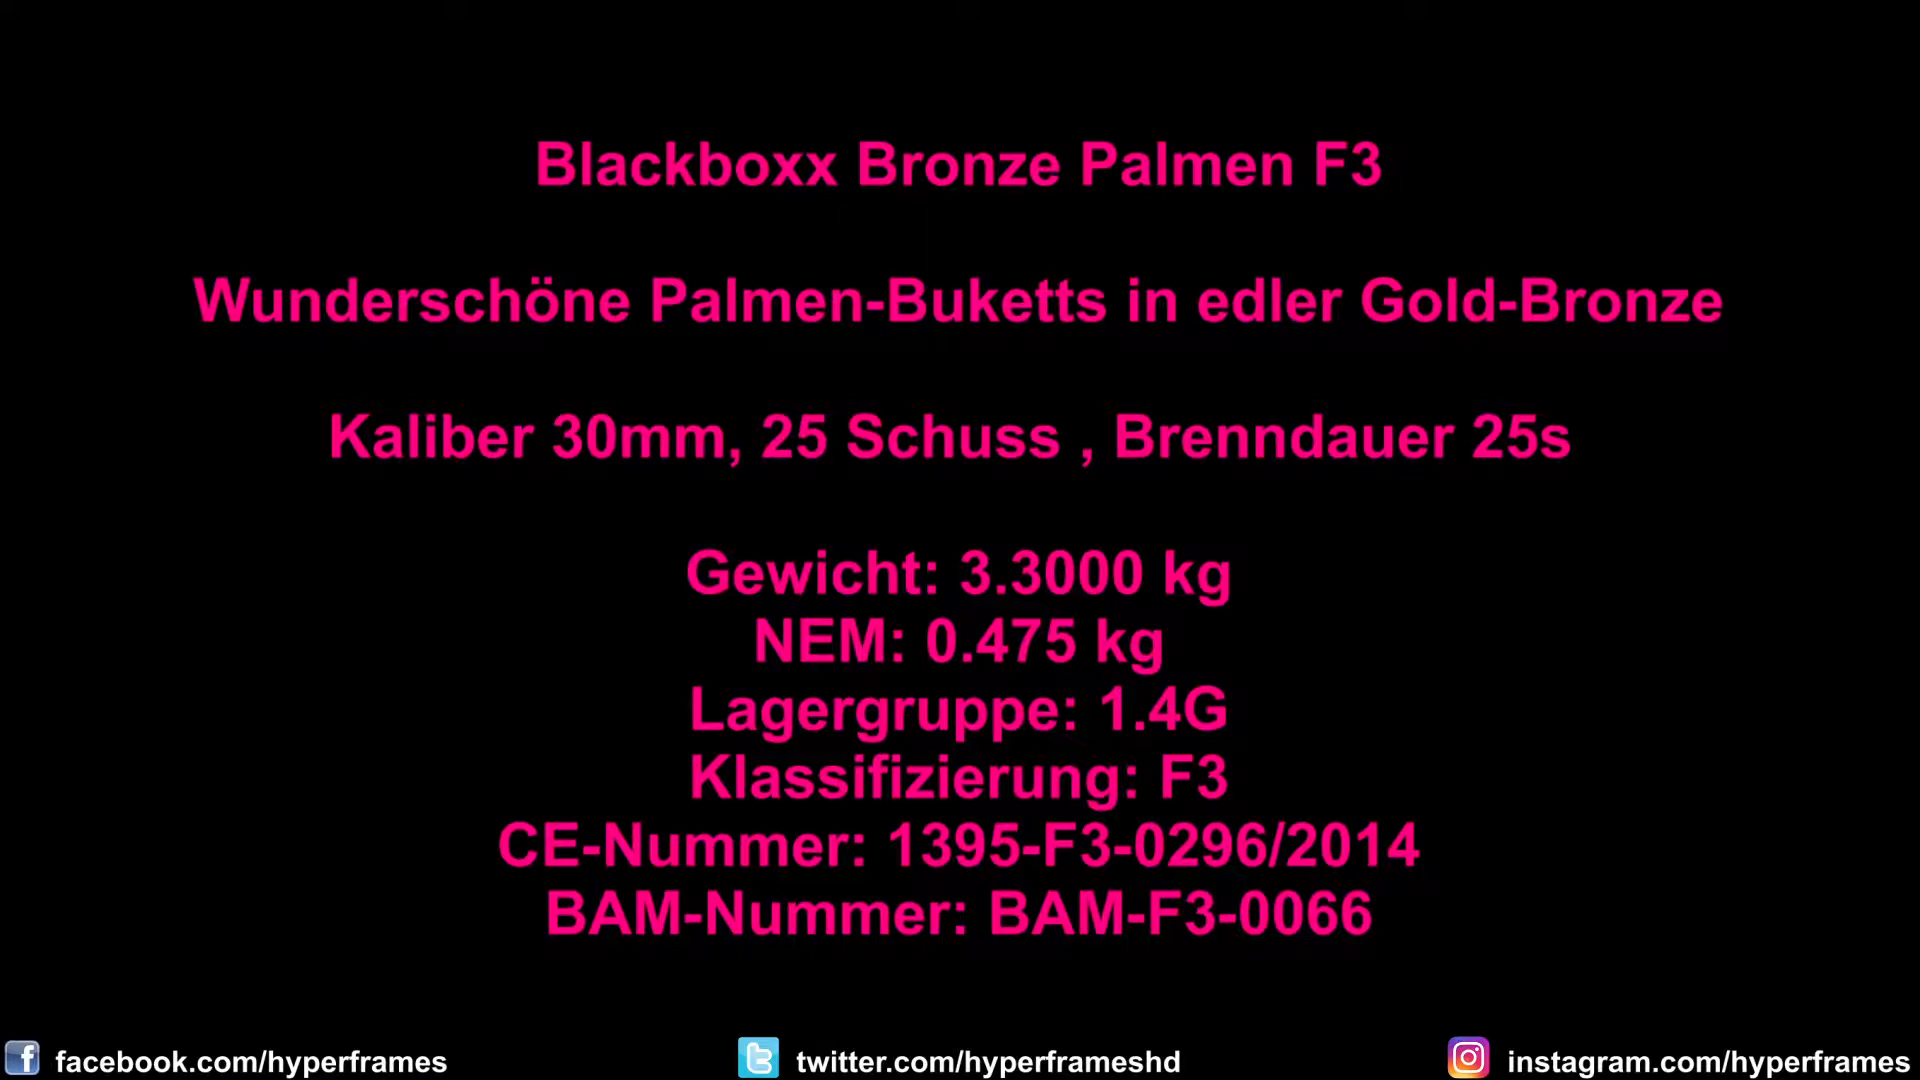 Blackboxx Bronze Palmen F3
Wunderschöne Palmen-Buketts in edler Gold-Bronze
Kaliber 30mm, 25 Schuss , Brenndauer 25s
Gewicht: 3.3000 kg
NEM: 0.475 kg
Lagergruppe: 1.4G
Klassifizierung: F3
CE-Nummer: 1395-F3-0296/2014
BAM-Nummer: BAM-F3-0066
facebook.com/hyperframes
twitter.com/hyperframeshd
instagram.com/hyperframes